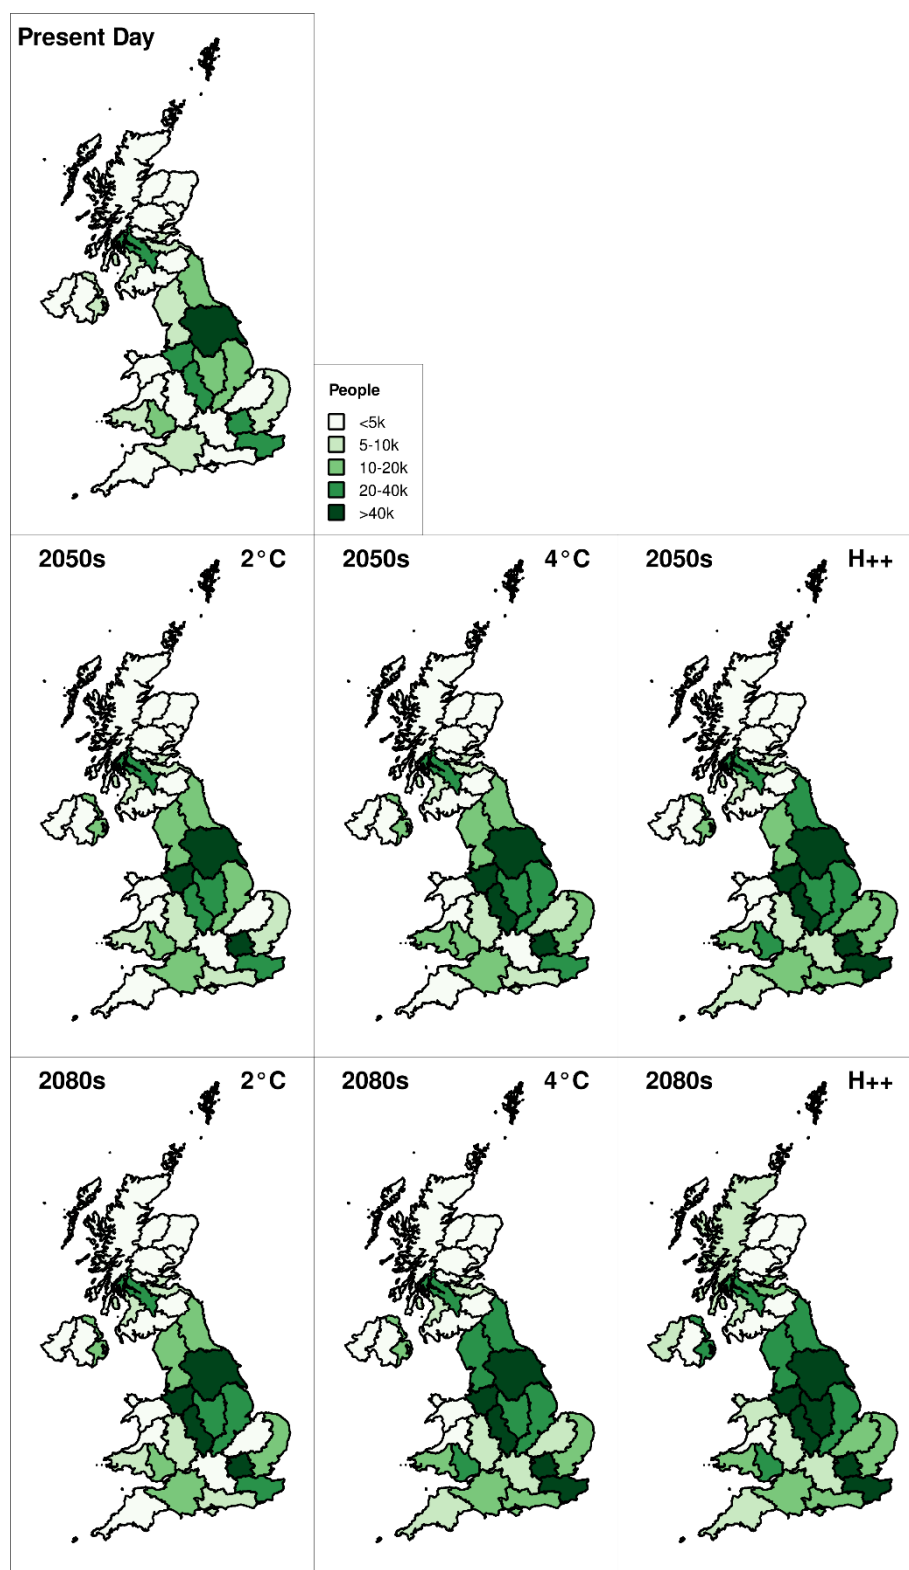 Present Day
People
<5k
5-10k
10-20k
20-40k
>40k
2050s 2°C
2050s 4°C
2050s H++
2080s 2°C
2080s 4°C
2080s H++